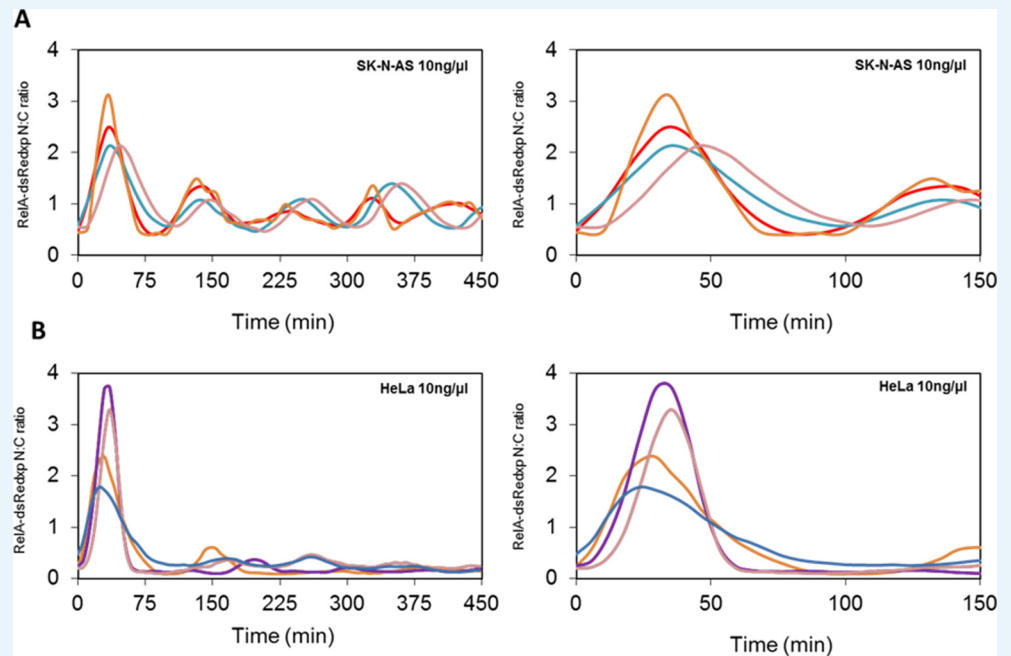 A
4
3
2
1
0
RelA-dsRedxp N:C ratio
SK-N-AS 10ng/µl
0 75 150 225 300 375 450
Time (min)
4
3
2
1
0
RelA-dsRedxp N:C ratio
SK-N-AS 10ng/µl
0 50 100 150
Time (min)
B
4
3
2
1
0
RelA-dsRedxp N:C ratio
HeLa 10ng/µl
0 75 150 225 300 375 450
Time (min)
4
3
2
1
0
RelA-dsRedxp N:C ratio
HeLa 10ng/µl
0 50 100 150
Time (min)